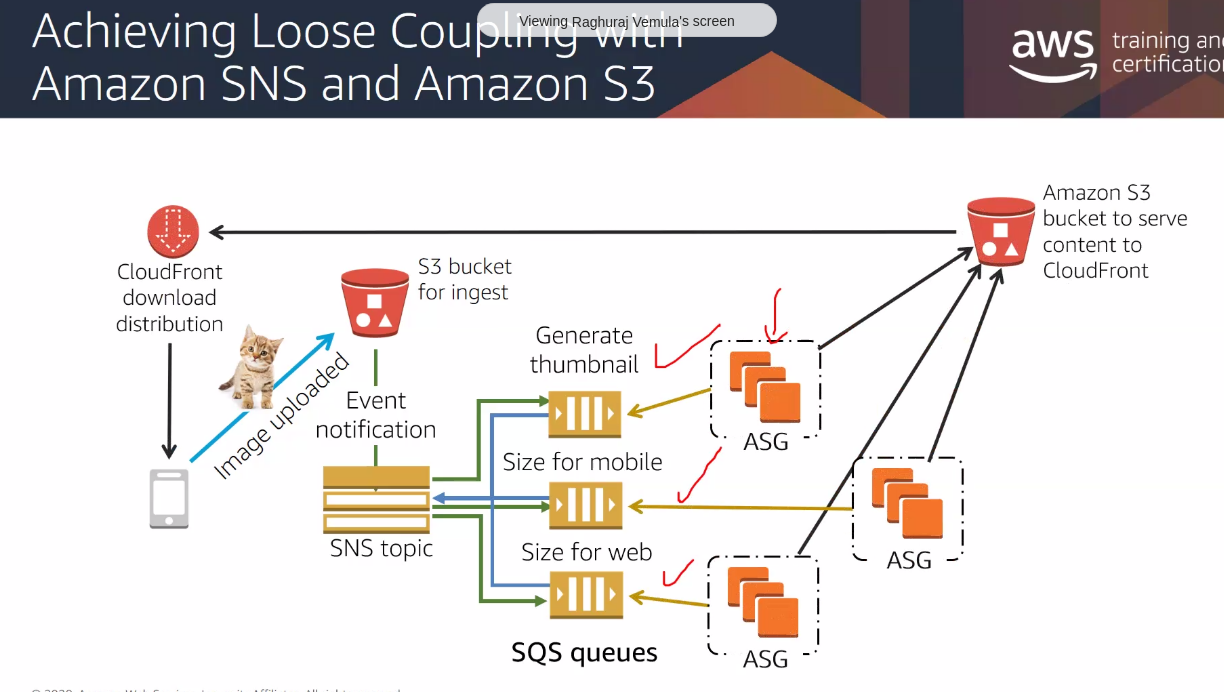 Viewing Raghuraj Vemula's screen
Achieving Loose Coupling with
Amazon SNS and Amazon S3
aws
training and
Amazon S3
bucket to serve
content to
CloudFront
CloudFront
download
distribution
S3 bucket
for ingest
Image uploaded
Event
notification
Generate
thumbnail
ASG
Size for mobile
SNS topic
Size for web
ASG
SQS queues
ASG